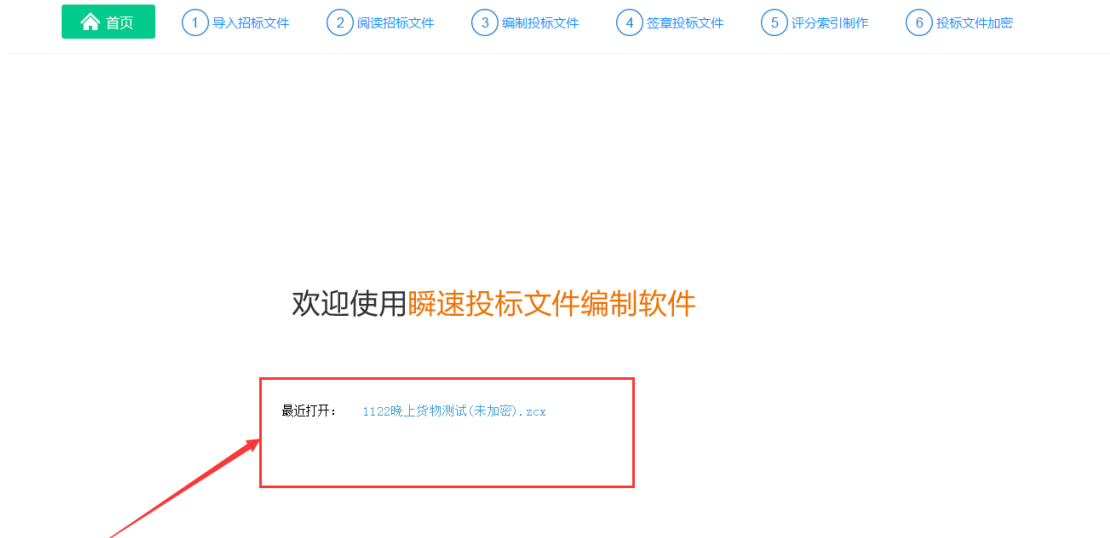 首页 1 导入招标文件 2 阅读招标文件 3 编制投标文件 4 签章投标文件 5 评分索引制作 6 投标文件加密
欢迎使用瞬速投标文件编制软件
最近打开: 1122晚上货物测试(未加密).zcx